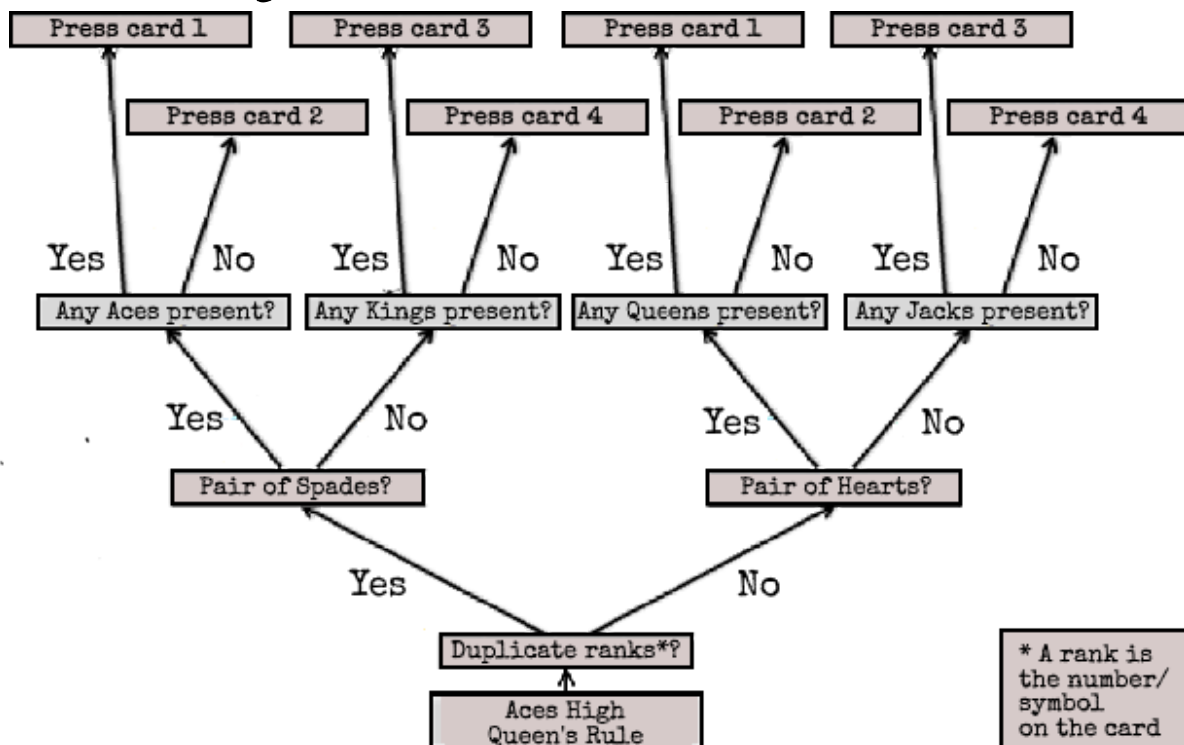 Press card 1
Press card 3
Press card 1
Press card 3
Press card 2
Press card 4
Press card 2
Press card 4
Yes
No
Yes
No
Yes
No
Yes
No
Any Aces present?
Any Kings present?
Any Queens present?
Any Jacks present?
Yes
No
Yes
No
Pair of Spades?
Pair of Hearts?
Yes
No
Duplicate ranks*?
* A rank is
the number/
symbol
on the card
Aces High
Queen's Rule